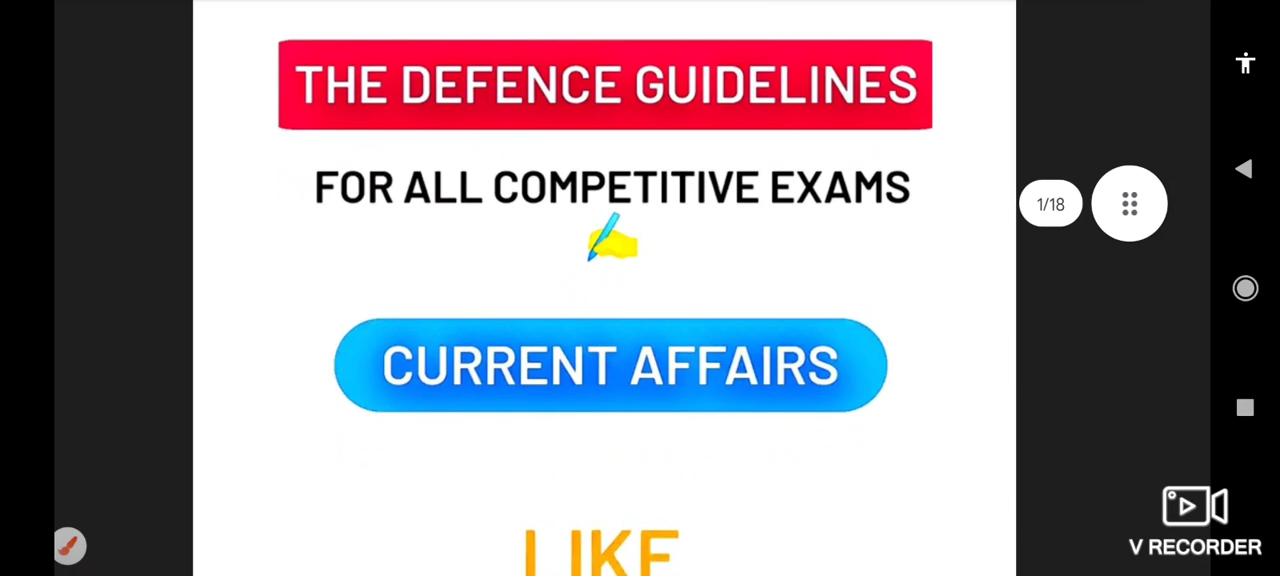 THE DEFENCE GUIDELINES
FOR ALL COMPETITIVE EXAMS
1/18
CURRENT AFFAIRS
LIKE
V RECORDER